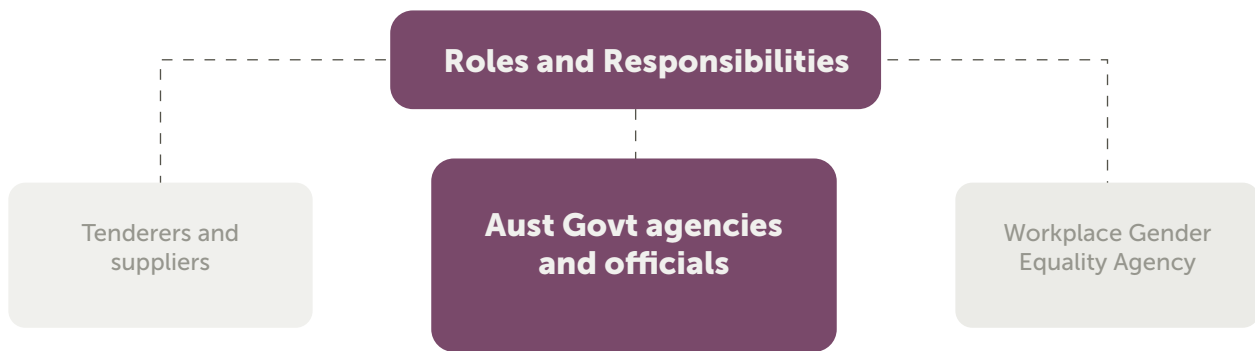 Roles and Responsibilities
Tenderers and
suppliers
Aust Govt agencies
and officials
Workplace Gender
Equality Agency